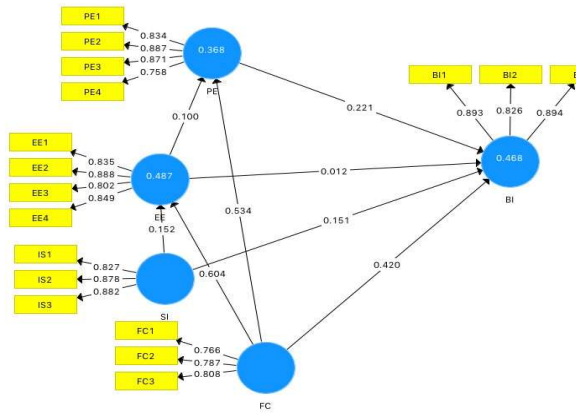 PE1
PE2
PE3
PE4
0.834
0.887
0.871
0.758
0.368
PE
BI1
BI2
0.893
0.826
0.894
0.468
BI
0.221
0.100
EE1
EE2
EE3
EE4
0.835
0.888
0.802
0.849
0.487
EE
0.012
0.534
0.151
0.152
IS1
IS2
IS3
0.827
0.878
0.882
SI
0.604
0.420
FC1
FC2
FC3
0.766
0.787
0.808
FC